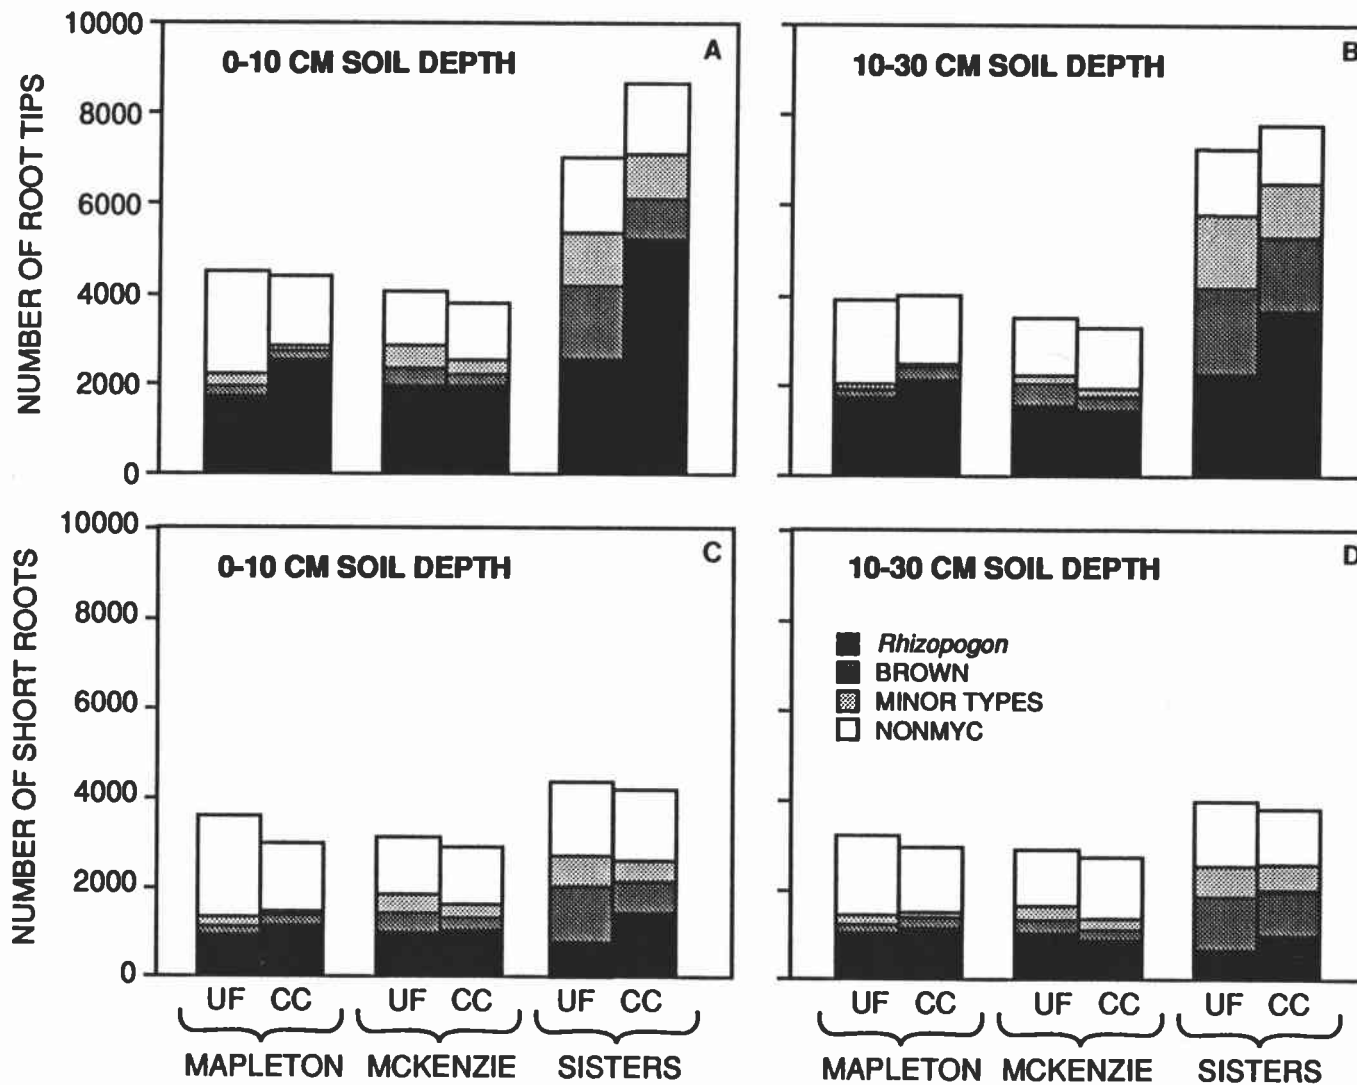 NUMBER OF ROOT TIPS
10000
8000
6000
4000
2000
0
0-10 CM SOIL DEPTH
A
10-30 CM SOIL DEPTH
B
NUMBER OF SHORT ROOTS
10000
8000
6000
4000
2000
0
0-10 CM SOIL DEPTH
C
10-30 CM SOIL DEPTH
D
Rhizopogon
BROWN
MINOR TYPES
NONMYC
UF CC UF CC UF CC
MAPLETON MCKENZIE SISTERS
UF CC UF CC UF CC
MAPLETON MCKENZIE SISTERS